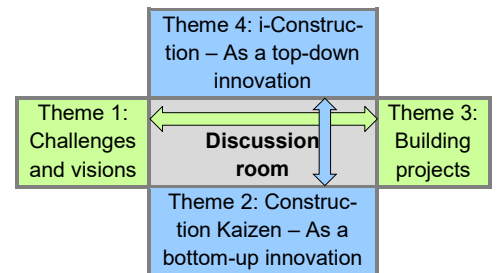 Theme 4: i-Construc-
tion – As a top-down
innovation
Theme 1:
Challenges
and visions
Discussion
room
Theme 3:
Building
projects
Theme 2: Construc-
tion Kaizen – As a
bottom-up innovation